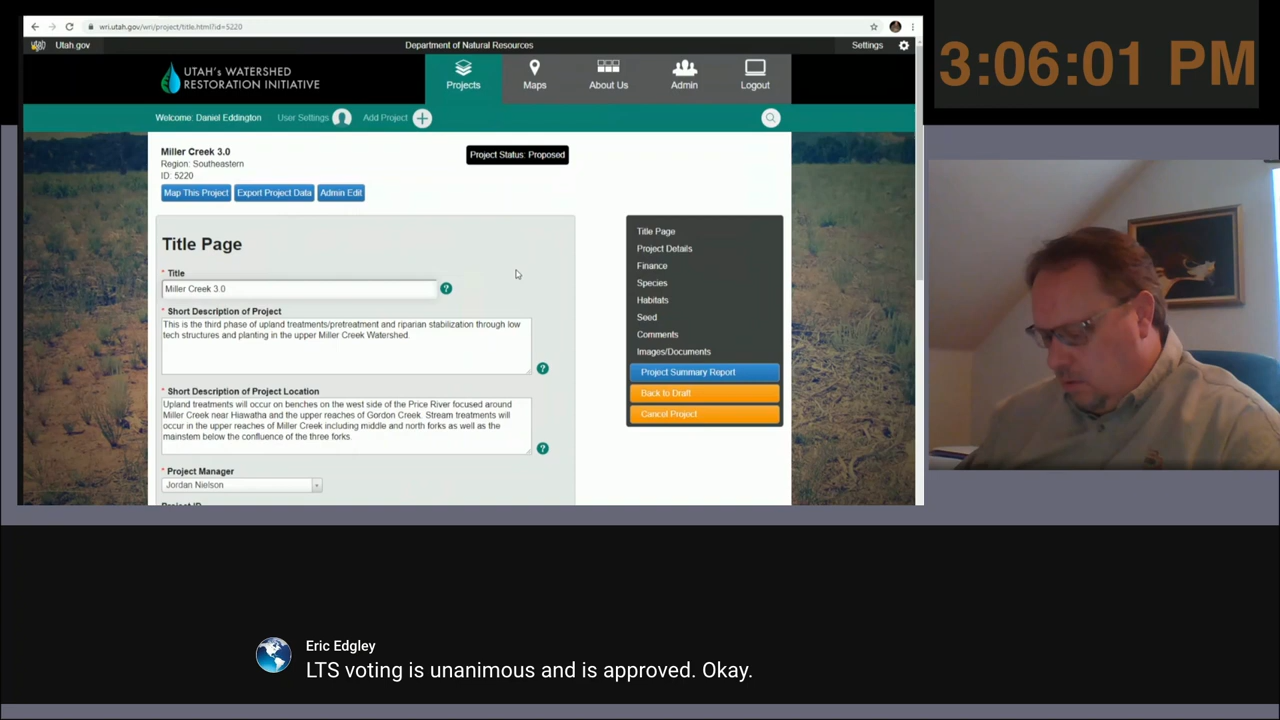 wri.utah.gov/wri/project/title.html?id=5220
Utah.gov
Department of Natural Resources
Settings
3:06:01 PM
UTAH's WATERSHED
RESTORATION INITIATIVE
Projects
Maps
About Us
Admin
Logout
Welcome: Daniel Eddington
User Settings
Add Project
Miller Creek 3.0
Region: Southeastern
ID: 5220
Project Status: Proposed
Map This Project
Export Project Data
Admin Edit
Title Page
* Title
Miller Creek 3.0
* Short Description of Project
This is the third phase of upland treatments/pretreatment and riparian stabilization through low
tech structures and planting in the upper Miller Creek Watershed.
* Short Description of Project Location
Upland treatments will occur on benches on the west side of the Price River focused around
Miller Creek near Hiawatha and the upper reaches of Gordon Creek. Stream treatments will
occur in the upper reaches of Miller Creek including middle and north forks as well as the
mainstem below the confluence of the three forks.
* Project Manager
Jordan Nielson
Project ID
Title Page
Project Details
Finance
Species
Habitats
Seed
Comments
Images/Documents
Project Summary Report
Back to Draft
Cancel Project
Eric Edgley
LTS voting is unanimous and is approved. Okay.